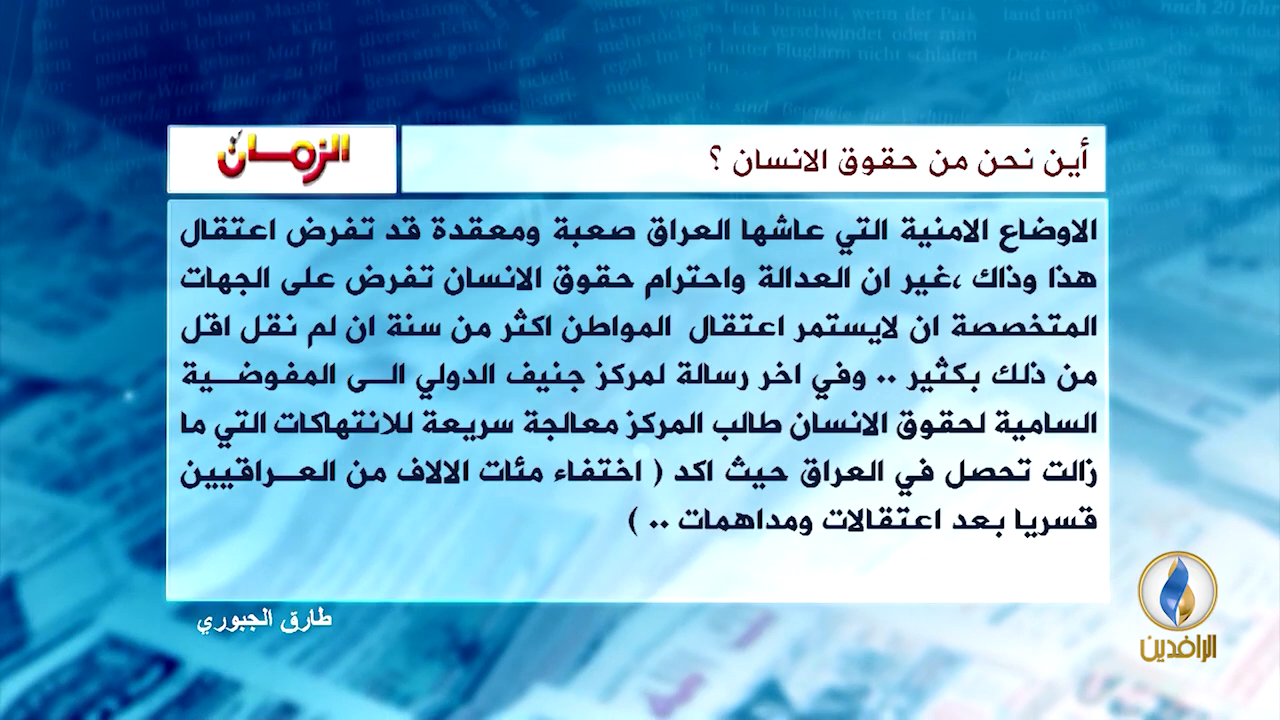 أين نحن من حقوق الانسان ؟
الزمان
الاوضاع الامنية التي عاشها العراق صعبة ومعقدة قد تفرض اعتقال
هذا وذاك ،غير ان العدالة واحترام حقوق الانسان تفرض على الجهات
المتخصصة ان لايستمر اعتقال المواطن اكثر من سنة ان لم نقل اقل
من ذلك بكثير .. وفي اخر رسالة لمركز جنيف الدولي الـى المفوضـية
السامية لحقوق الانسان طالب المركز معالجة سريعة للانتهاكات التي ما
زالت تحصل في العراق حيث اكد ( اختفاء مئات الالاف من العـراقيين
قسريا بعد اعتقالات ومداهمات .. )
طارق الجبوري
الرافدين